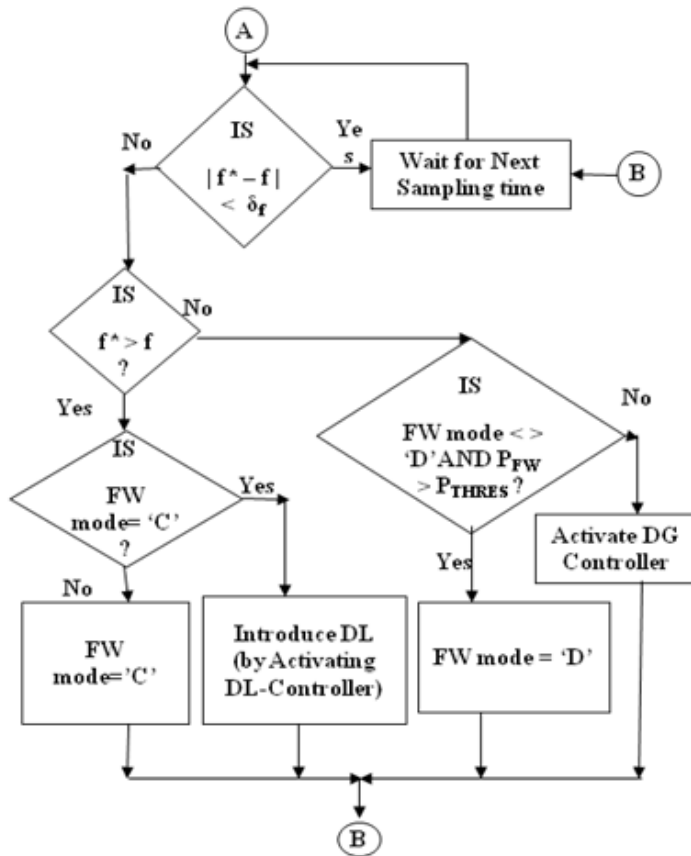 A
No
IS
| f* – f |
< δf
Ye
s
Wait for Next
Sampling time
B
IS
f* > f
?
No
Yes
IS
FW
mode= ‘C’
?
Yes
No
IS
FW mode < >
‘D’AND PFW
> PTHRES ?
No
Yes
Activate DG
Controller
FW
mode=’C’
Introduce DL
(by Activating
DL-Controller)
FW mode = ‘D’
B